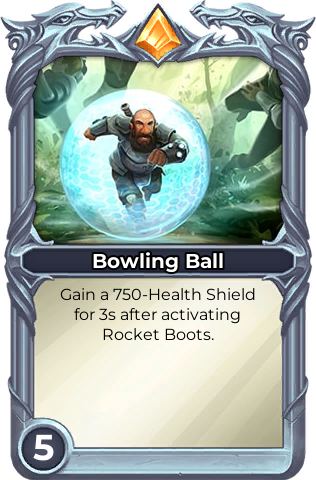 Bowling Ball
Gain a 750-Health Shield
for 3s after activating
Rocket Boots.
5